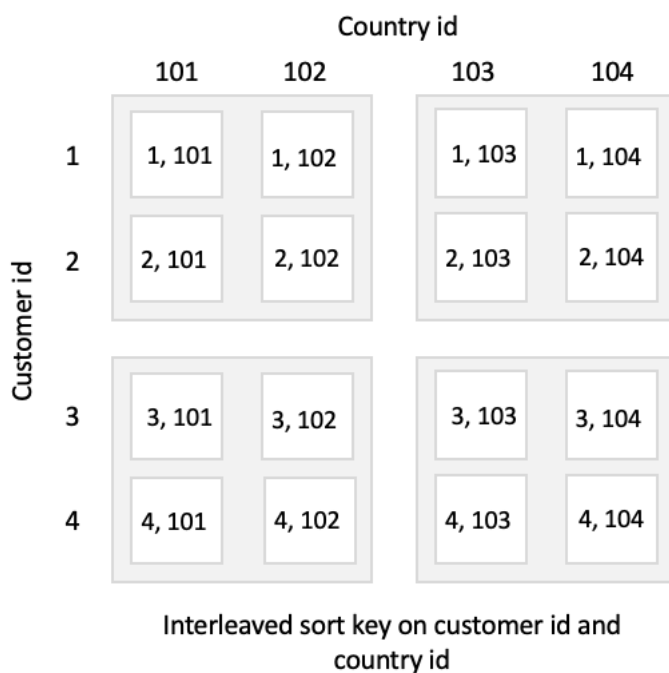 Country id
101 102 103 104
1 1, 101 1, 102 1, 103 1, 104
2 2, 101 2, 102 2, 103 2, 104
Customer id
3 3, 101 3, 102 3, 103 3, 104
4 4, 101 4, 102 4, 103 4, 104
Interleaved sort key on customer id and
country id